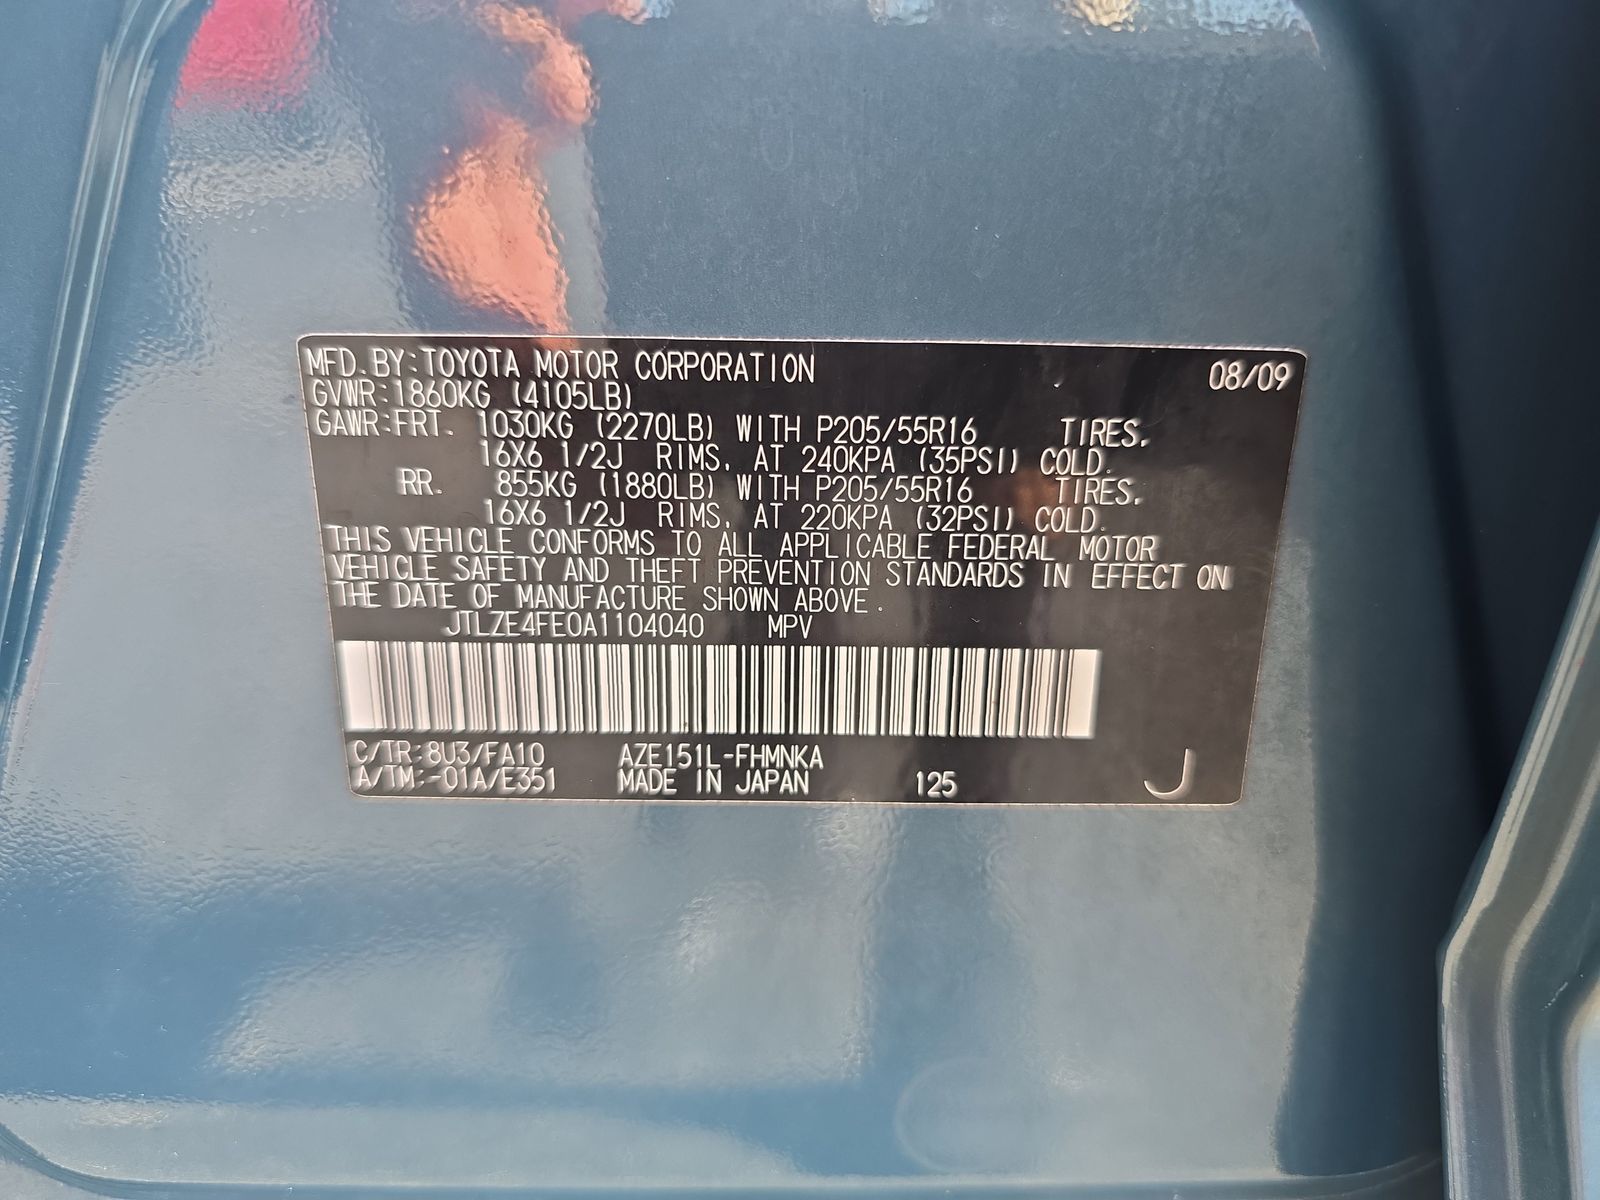 MFD. BY: TOYOTA MOTOR CORPORATION 08/09
GVWR: 1860KG (4105LB)
GAWR: FRT. 1030KG (2270LB) WITH P205/55R16 TIRES,
16X6 1/2J RIMS, AT 240KPA (35PSI) COLD.
RR. 855KG (1880LB) WITH P205/55R16 TIRES,
16X6 1/2J RIMS, AT 220KPA (32PSI) COLD.
THIS VEHICLE CONFORMS TO ALL APPLICABLE FEDERAL MOTOR
VEHICLE SAFETY AND THEFT PREVENTION STANDARDS IN EFFECT ON
THE DATE OF MANUFACTURE SHOWN ABOVE.
JTLZE4FE0A1104040 MPV
C/TR: 8U3/FA10 AZE151L-FHMNKA
A/TM: -01A/E351 MADE IN JAPAN 125 J